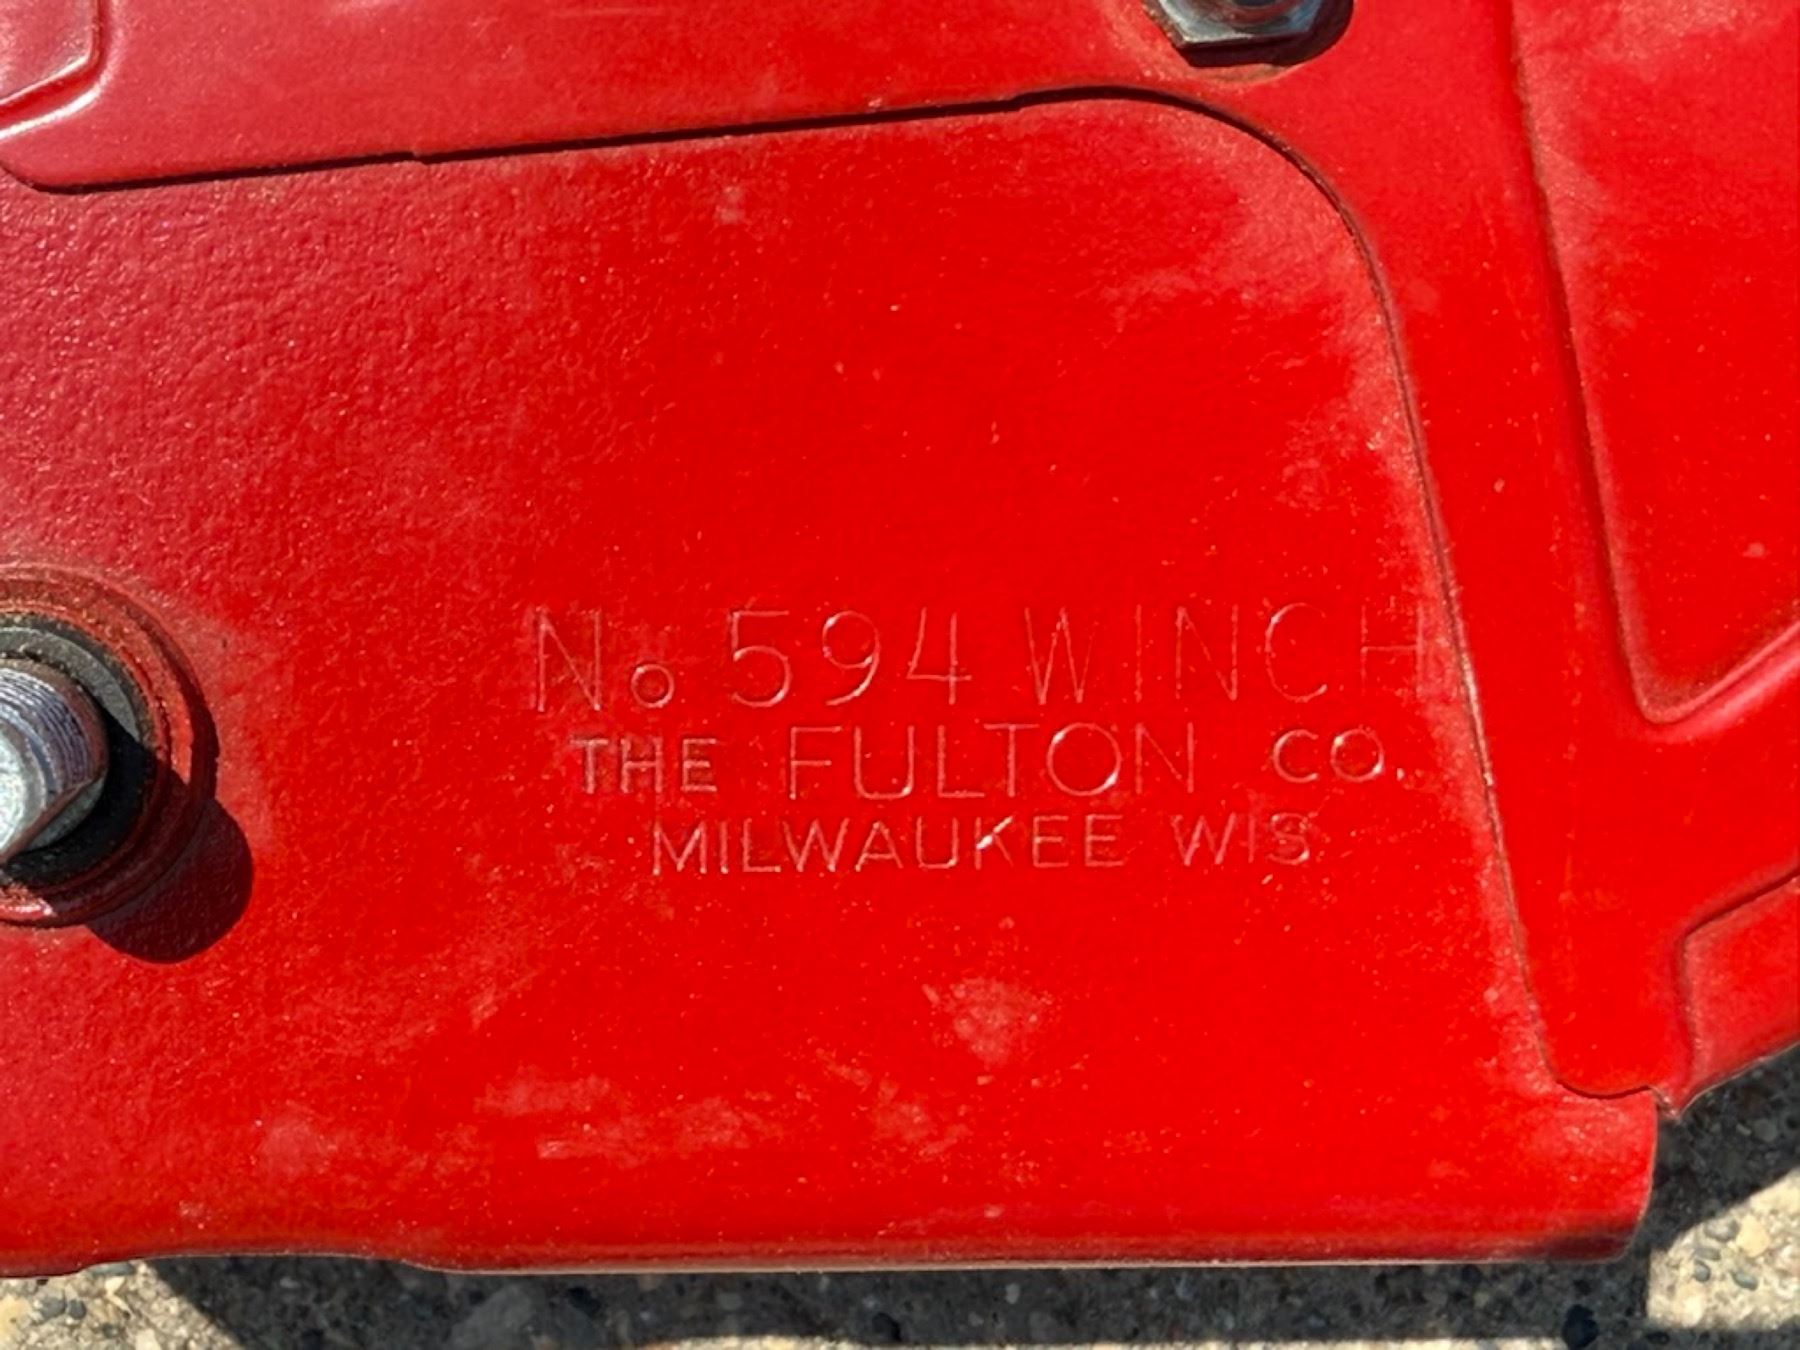 No 594 WINCH
THE FULTON CO.
MILWAUKEE WIS